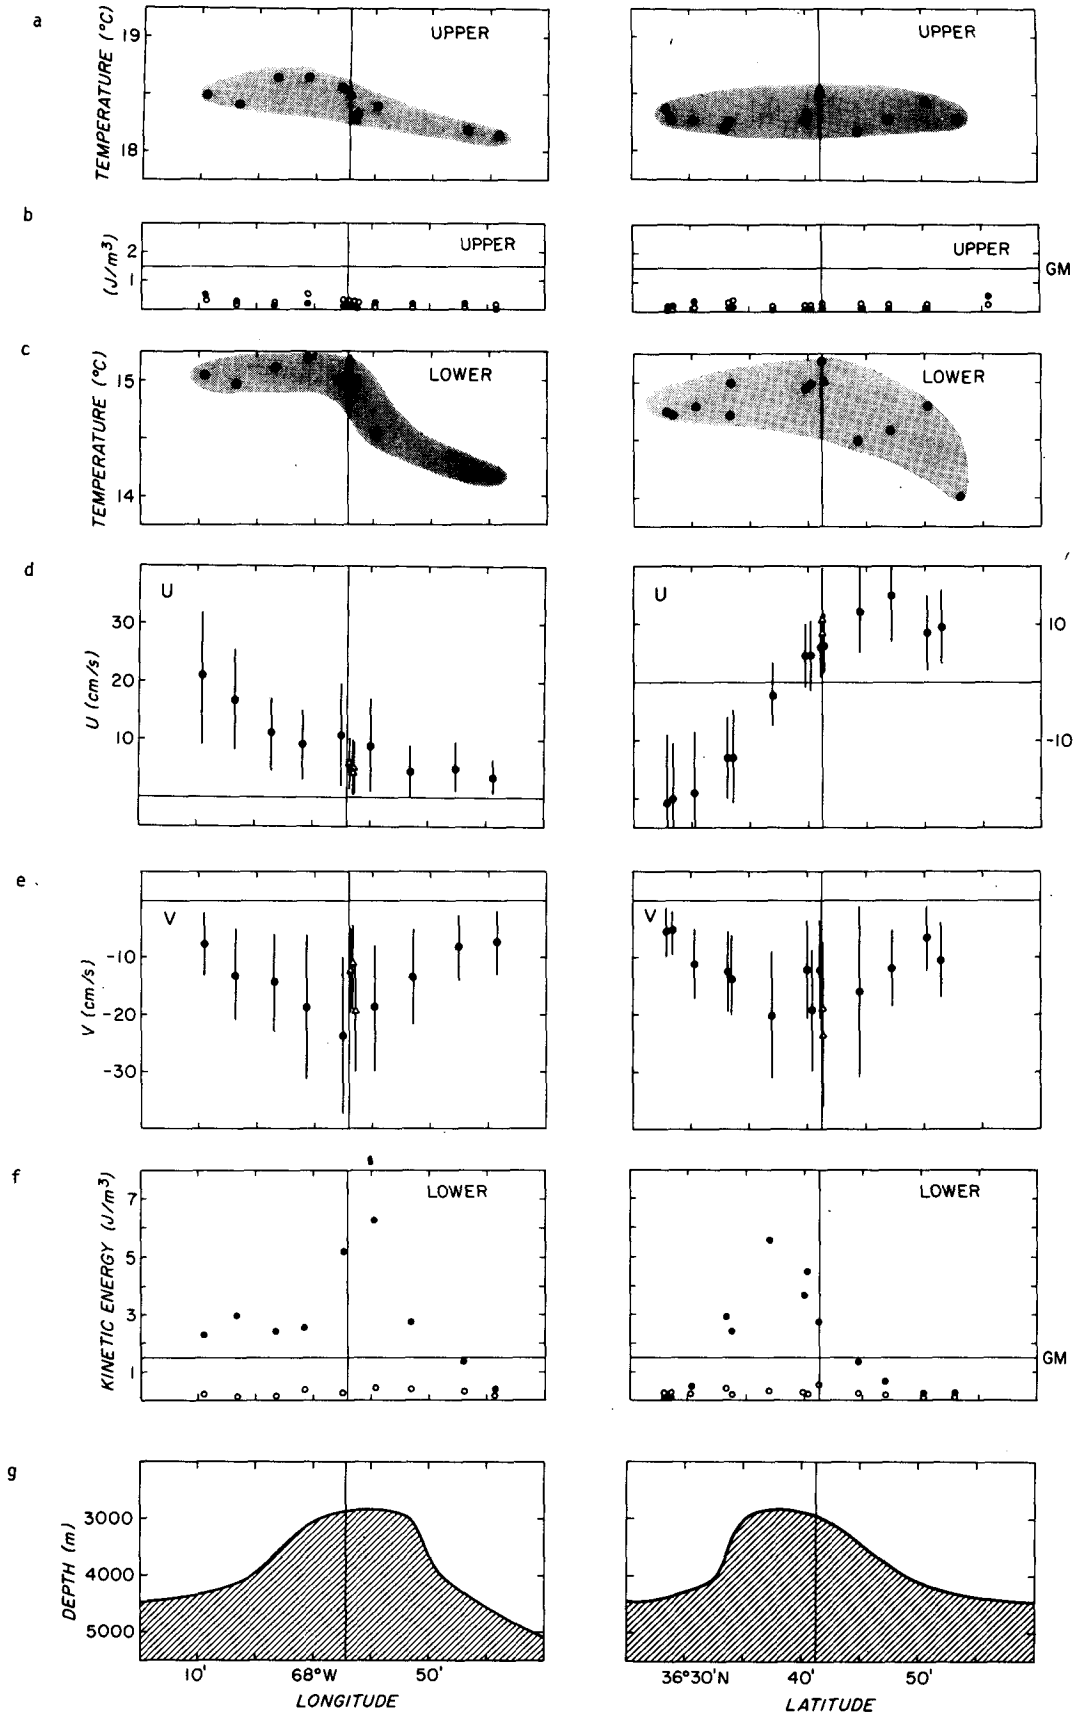 a
TEMPERATURE (°C)
19
18
UPPER
UPPER
b
(J/m³)
2
1
UPPER
UPPER
GM
c
TEMPERATURE (°C)
15
14
LOWER
LOWER
d
U (cm/s)
30
20
10
U
U
10
-10
e
V (cm/s)
-10
-20
-30
V
V
f
KINETIC ENERGY (J/m³)
7
5
3
1
LOWER
LOWER
GM
g
DEPTH (m)
3000
4000
5000
10' 68°W 50'
LONGITUDE
36°30'N 40' 50'
LATITUDE